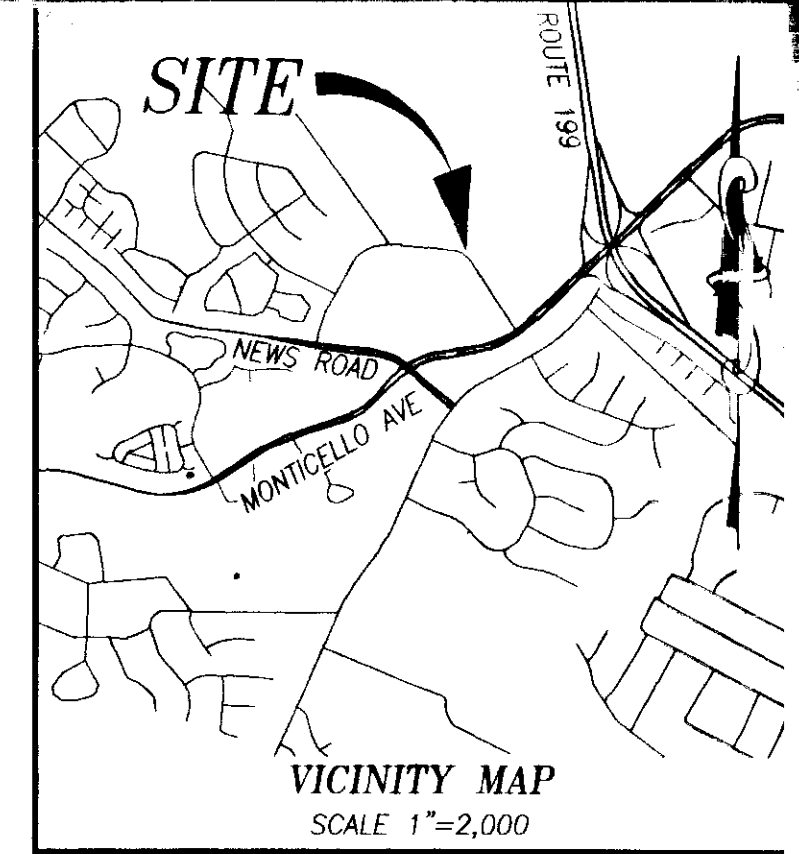 SITE
ROUTE 199
NEWS ROAD
MONTICELLO AVE
VICINITY MAP
SCALE 1"=2,000